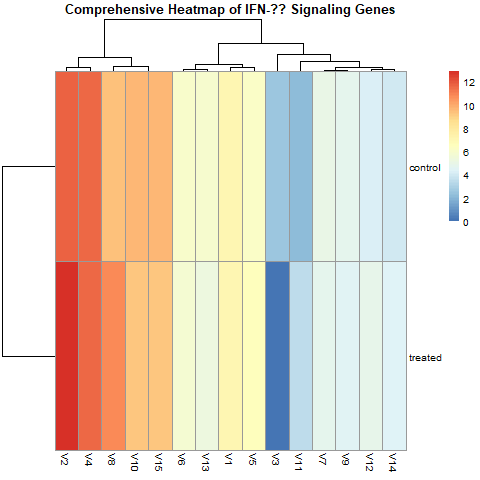 Comprehensive Heatmap of IFN-?? Signaling Genes
12
10
8
6
4
2
0
control
treated
V2
V4
V8
V10
V15
V6
V13
V1
V5
V3
V11
V7
V9
V12
V14